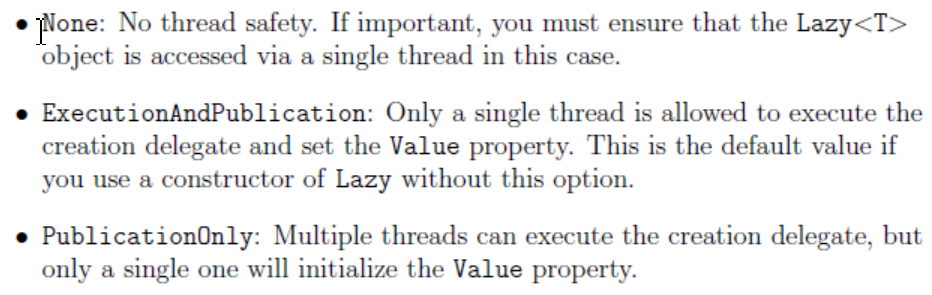 • None: No thread safety. If important, you must ensure that the Lazy<T>
object is accessed via a single thread in this case.
• ExecutionAndPublication: Only a single thread is allowed to execute the
creation delegate and set the Value property. This is the default value if
you use a constructor of Lazy without this option.
• PublicationOnly: Multiple threads can execute the creation delegate, but
only a single one will initialize the Value property.